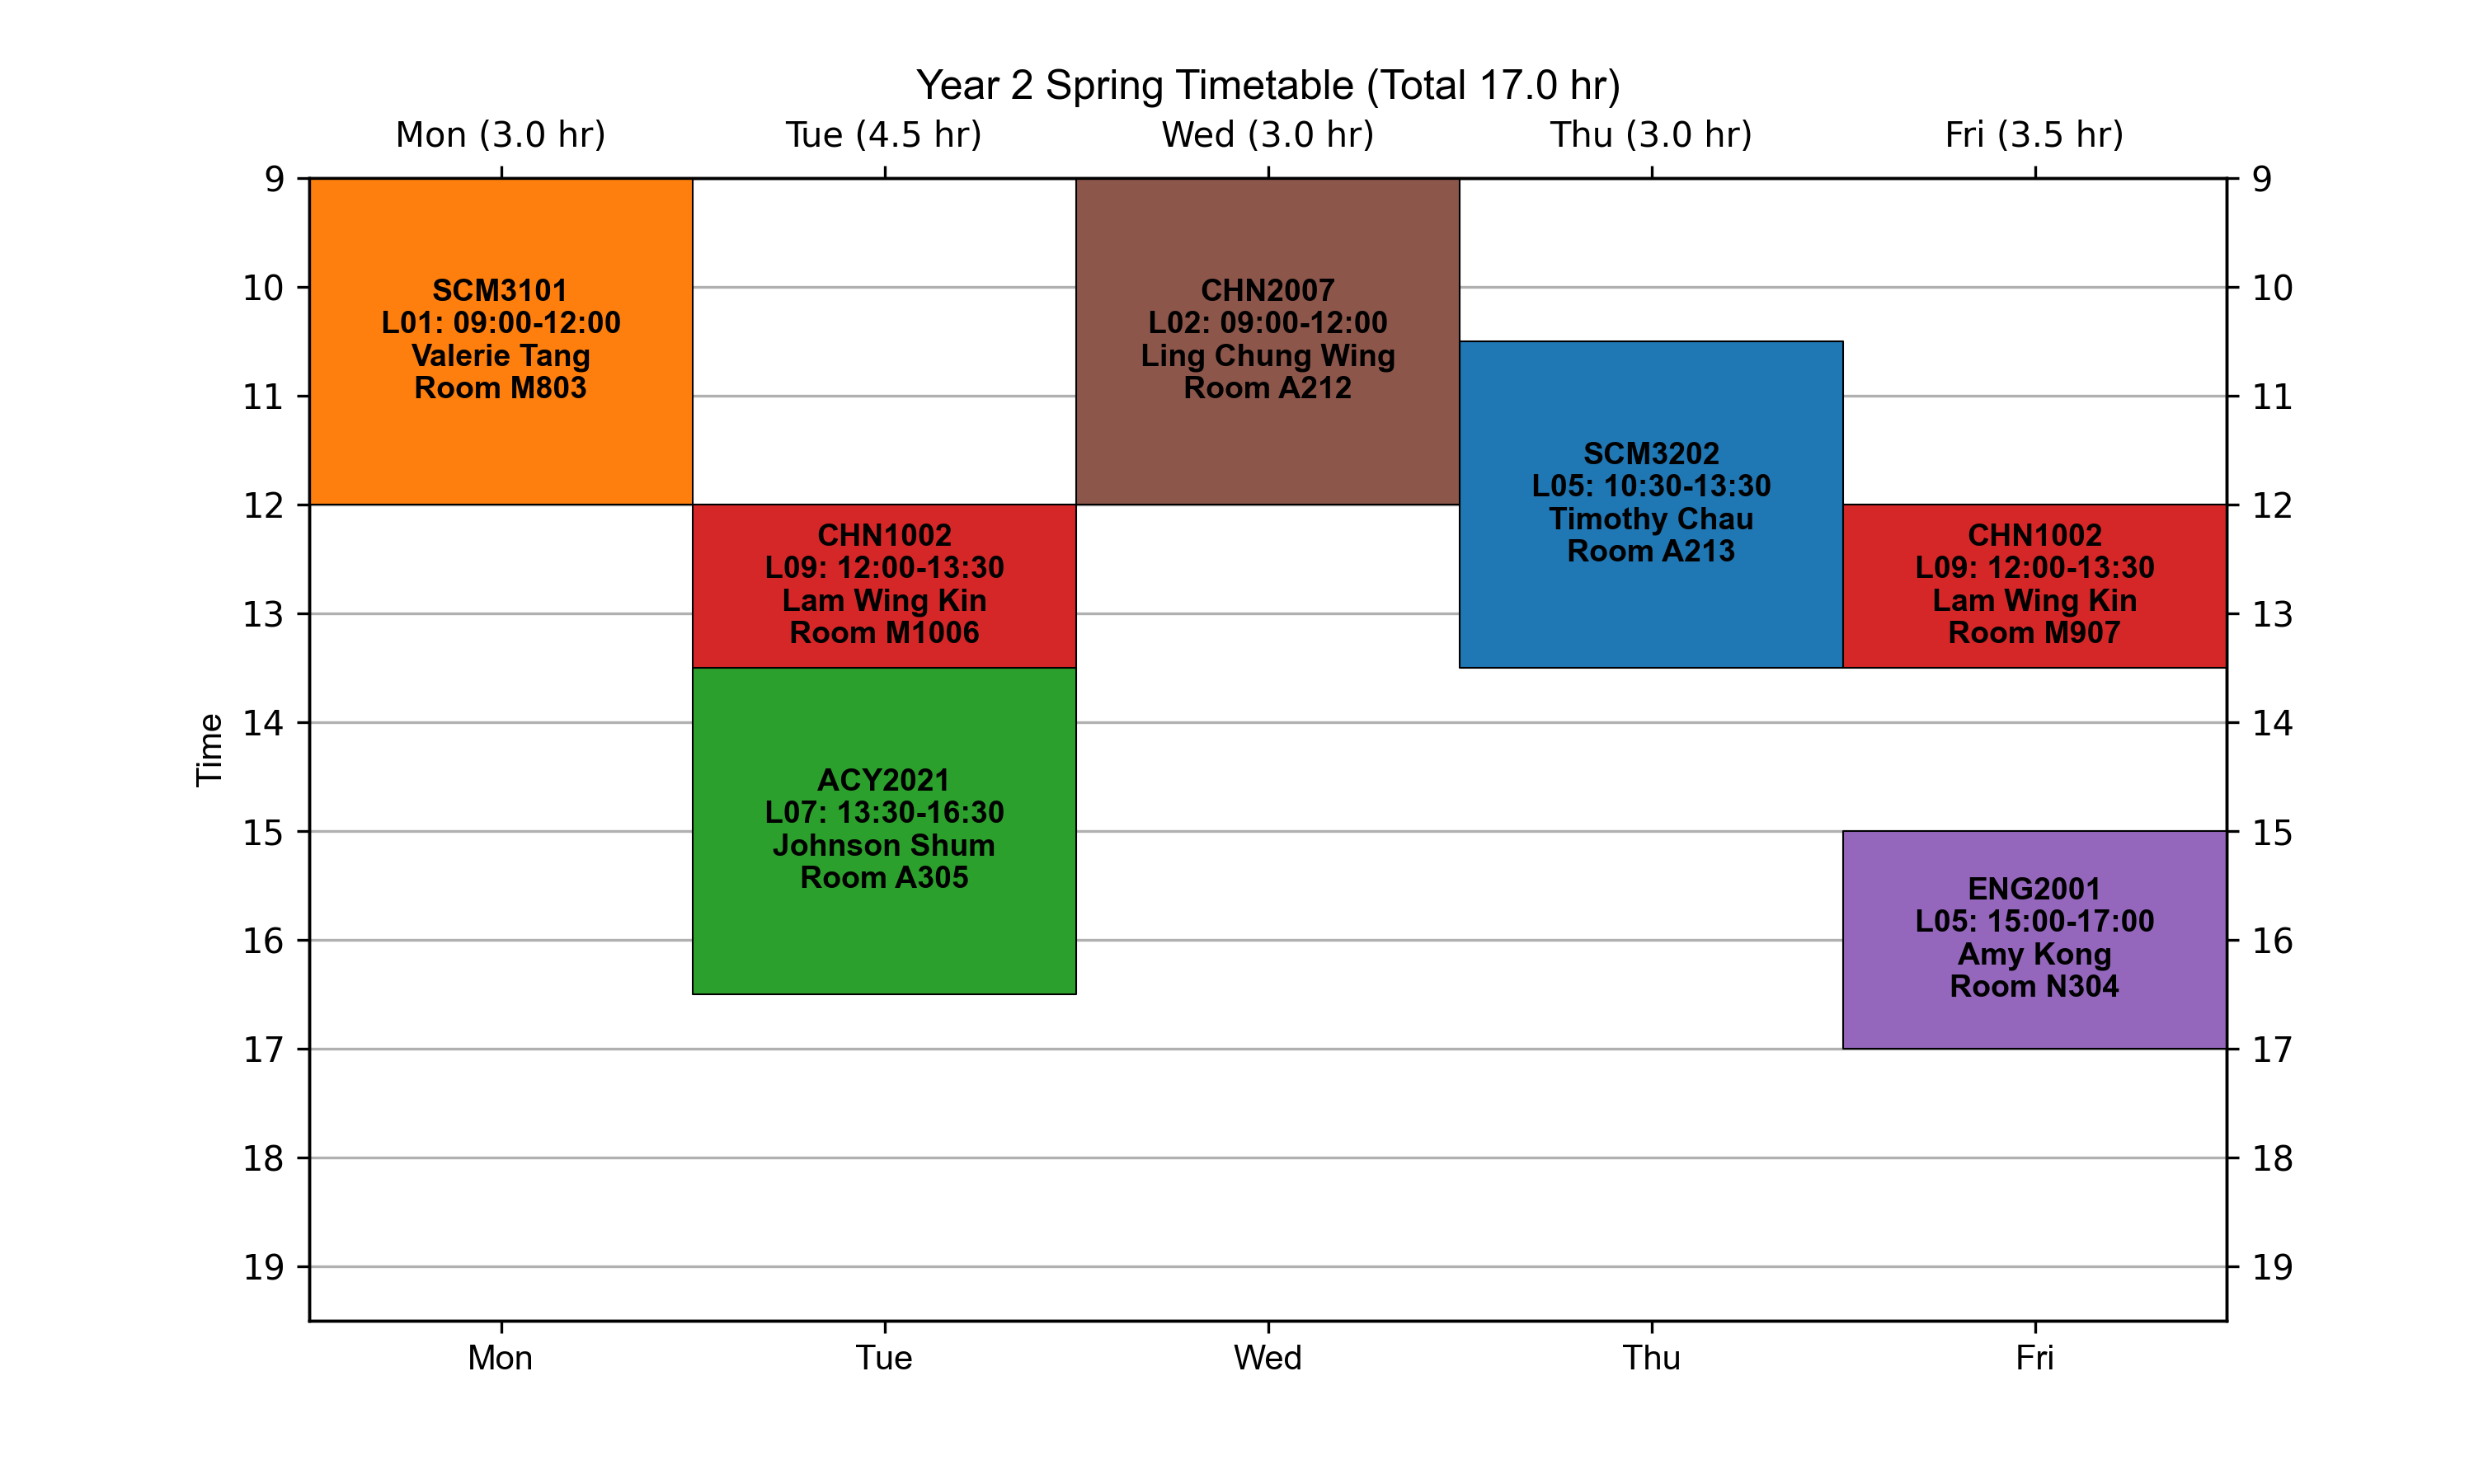 Year 2 Spring Timetable (Total 17.0 hr)
Mon (3.0 hr)
Tue (4.5 hr)
Wed (3.0 hr)
Thu (3.0 hr)
Fri (3.5 hr)
9
10
11
12
13
14
15
16
17
18
19
Time
SCM3101
L01: 09:00-12:00
Valerie Tang
Room M803
CHN1002
L09: 12:00-13:30
Lam Wing Kin
Room M1006
ACY2021
L07: 13:30-16:30
Johnson Shum
Room A305
CHN2007
L02: 09:00-12:00
Ling Chung Wing
Room A212
SCM3202
L05: 10:30-13:30
Timothy Chau
Room A213
CHN1002
L09: 12:00-13:30
Lam Wing Kin
Room M907
ENG2001
L05: 15:00-17:00
Amy Kong
Room N304
9
10
11
12
13
14
15
16
17
18
19
Mon
Tue
Wed
Thu
Fri